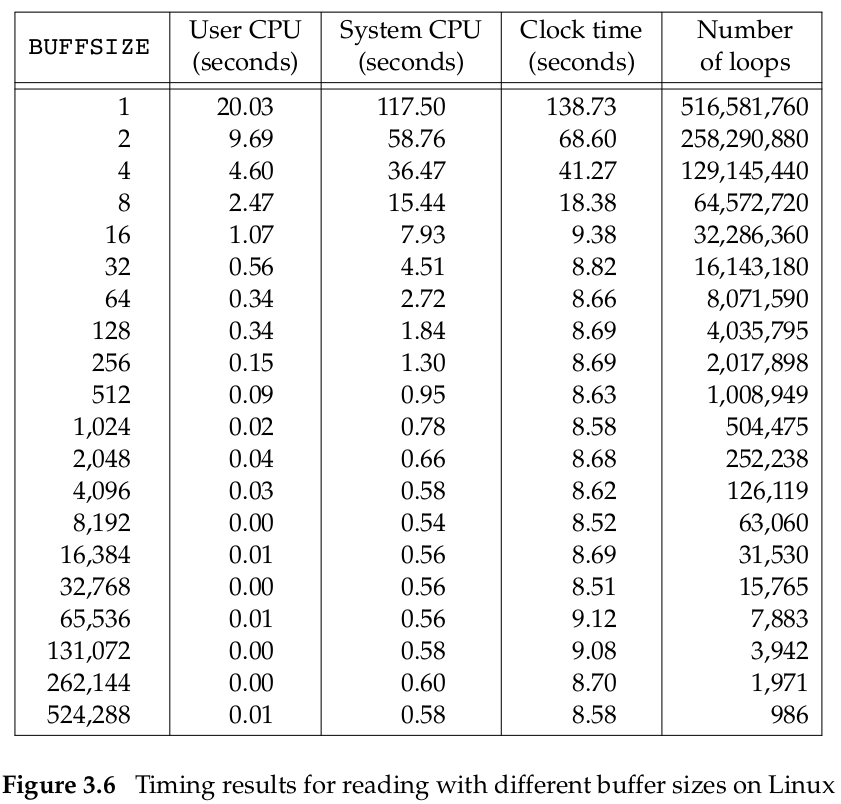 BUFFSIZE User CPU (seconds) System CPU (seconds) Clock time (seconds) Number of loops
1 20.03 117.50 138.73 516,581,760
2 9.69 58.76 68.60 258,290,880
4 4.60 36.47 41.27 129,145,440
8 2.47 15.44 18.38 64,572,720
16 1.07 7.93 9.38 32,286,360
32 0.56 4.51 8.82 16,143,180
64 0.34 2.72 8.66 8,071,590
128 0.34 1.84 8.69 4,035,795
256 0.15 1.30 8.69 2,017,898
512 0.09 0.95 8.63 1,008,949
1,024 0.02 0.78 8.58 504,475
2,048 0.04 0.66 8.68 252,238
4,096 0.03 0.58 8.62 126,119
8,192 0.00 0.54 8.52 63,060
16,384 0.01 0.56 8.69 31,530
32,768 0.00 0.56 8.51 15,765
65,536 0.01 0.56 9.12 7,883
131,072 0.00 0.58 9.08 3,942
262,144 0.00 0.60 8.70 1,971
524,288 0.01 0.58 8.58 986
Figure 3.6 Timing results for reading with different buffer sizes on Linux